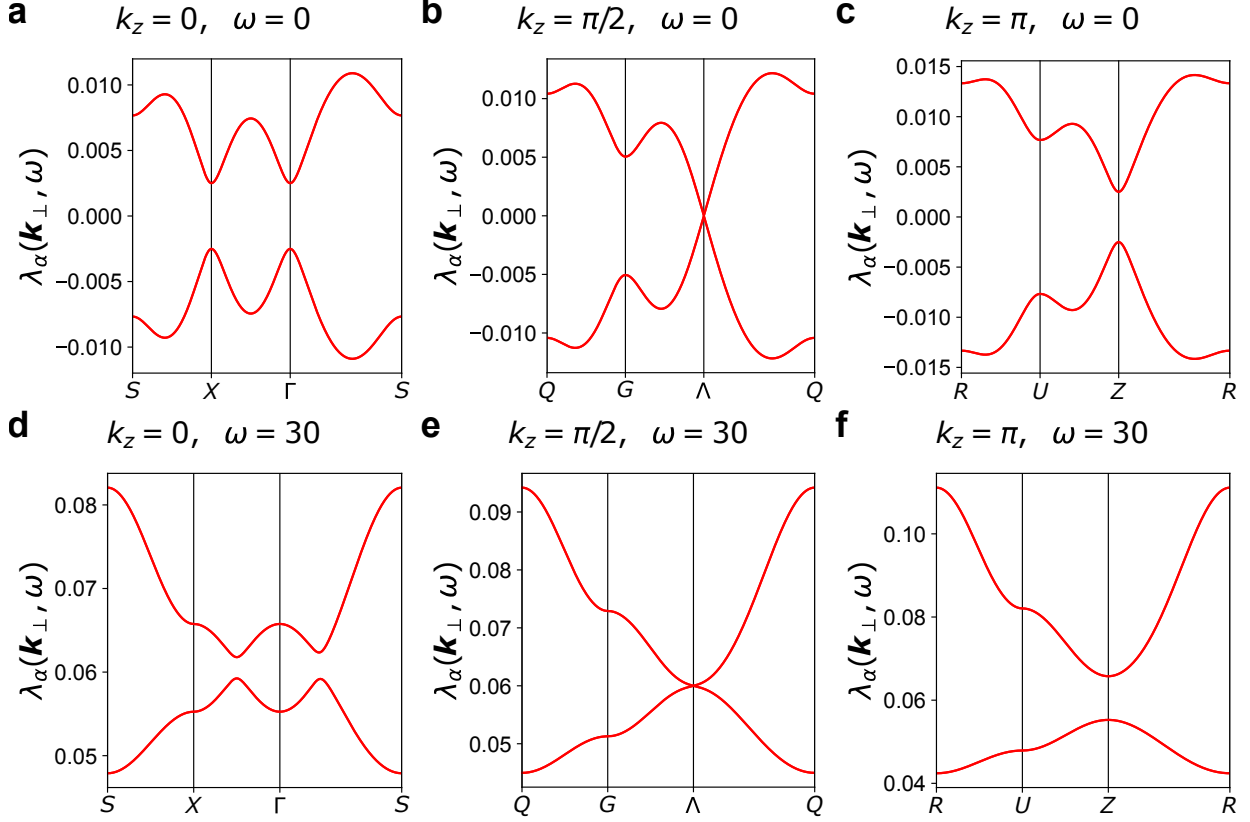 a b c
k_z = 0, ω = 0 k_z = π/2, ω = 0 k_z = π, ω = 0
λ_α(k_⊥, ω) λ_α(k_⊥, ω) λ_α(k_⊥, ω)
0.010
0.005
0.000
−0.005
−0.010
S X Γ S
0.010
0.005
0.000
−0.005
−0.010
Q G Λ Q
0.015
0.010
0.005
0.000
−0.005
−0.010
−0.015
R U Z R
d e f
k_z = 0, ω = 30 k_z = π/2, ω = 30 k_z = π, ω = 30
λ_α(k_⊥, ω) λ_α(k_⊥, ω) λ_α(k_⊥, ω)
0.08
0.07
0.06
0.05
S X Γ S
0.09
0.08
0.07
0.06
0.05
Q G Λ Q
0.10
0.08
0.06
0.04
R U Z R